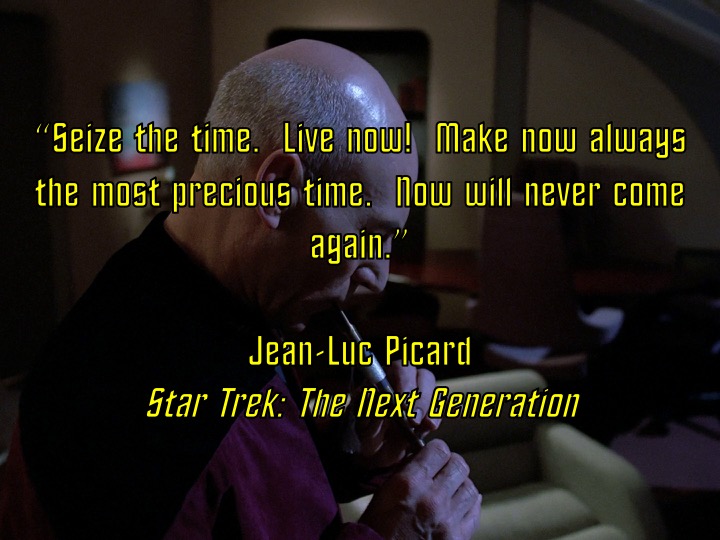 “Seize the time.  Live now!  Make now always
the most precious time.  Now will never come
again.”
Jean-Luc Picard
Star Trek: The Next Generation